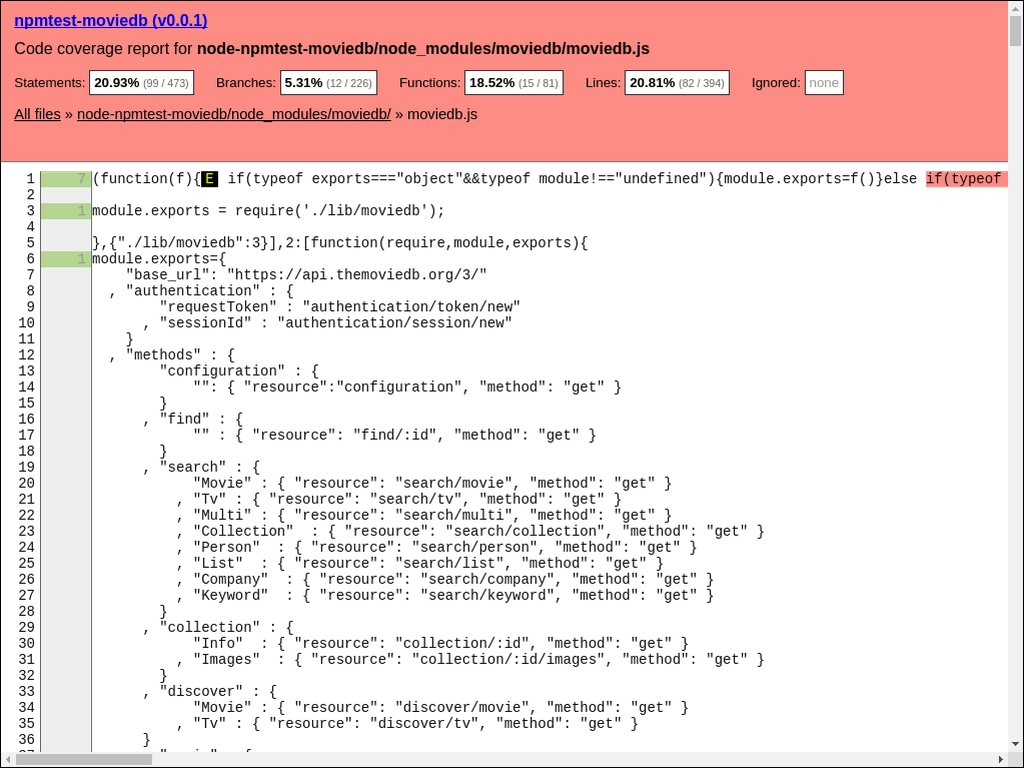 npmtest-moviedb (v0.0.1)
Code coverage report for node-npmtest-moviedb/node_modules/moviedb/moviedb.js
Statements: 20.93% (99 / 473) Branches: 5.31% (12 / 226) Functions: 18.52% (15 / 81) Lines: 20.81% (82 / 394) Ignored: none
All files » node-npmtest-moviedb/node_modules/moviedb/ » moviedb.js
1 7 (function(f){E if(typeof exports==="object"&&typeof module!=="undefined"){module.exports=f()}else if(typeof
2
3 1 module.exports = require('./lib/moviedb');
4
5 },{"./lib/moviedb":3}],2:[function(require,module,exports){
6 1 module.exports={
7 "base_url": "https://api.themoviedb.org/3/"
8 , "authentication" : {
9 "requestToken" : "authentication/token/new"
10 , "sessionId" : "authentication/session/new"
11 }
12 , "methods" : {
13 "configuration" : {
14 "": { "resource":"configuration", "method": "get" }
15 }
16 , "find" : {
17 "" : { "resource": "find/:id", "method": "get" }
18 }
19 , "search" : {
20 "Movie" : { "resource": "search/movie", "method": "get" }
21 , "Tv" : { "resource": "search/tv", "method": "get" }
22 , "Multi" : { "resource": "search/multi", "method": "get" }
23 , "Collection"  : { "resource": "search/collection", "method": "get" }
24 , "Person"  : { "resource": "search/person", "method": "get" }
25 , "List"  : { "resource": "search/list", "method": "get" }
26 , "Company"  : { "resource": "search/company", "method": "get" }
27 , "Keyword"  : { "resource": "search/keyword", "method": "get" }
28 }
29 , "collection" : {
30 "Info"  : { "resource": "collection/:id", "method": "get" }
31 , "Images"  : { "resource": "collection/:id/images", "method": "get" }
32 }
33 , "discover" : {
34 "Movie" : { "resource": "discover/movie", "method": "get" }
35 , "Tv" : { "resource": "discover/tv", "method": "get" }
36 }